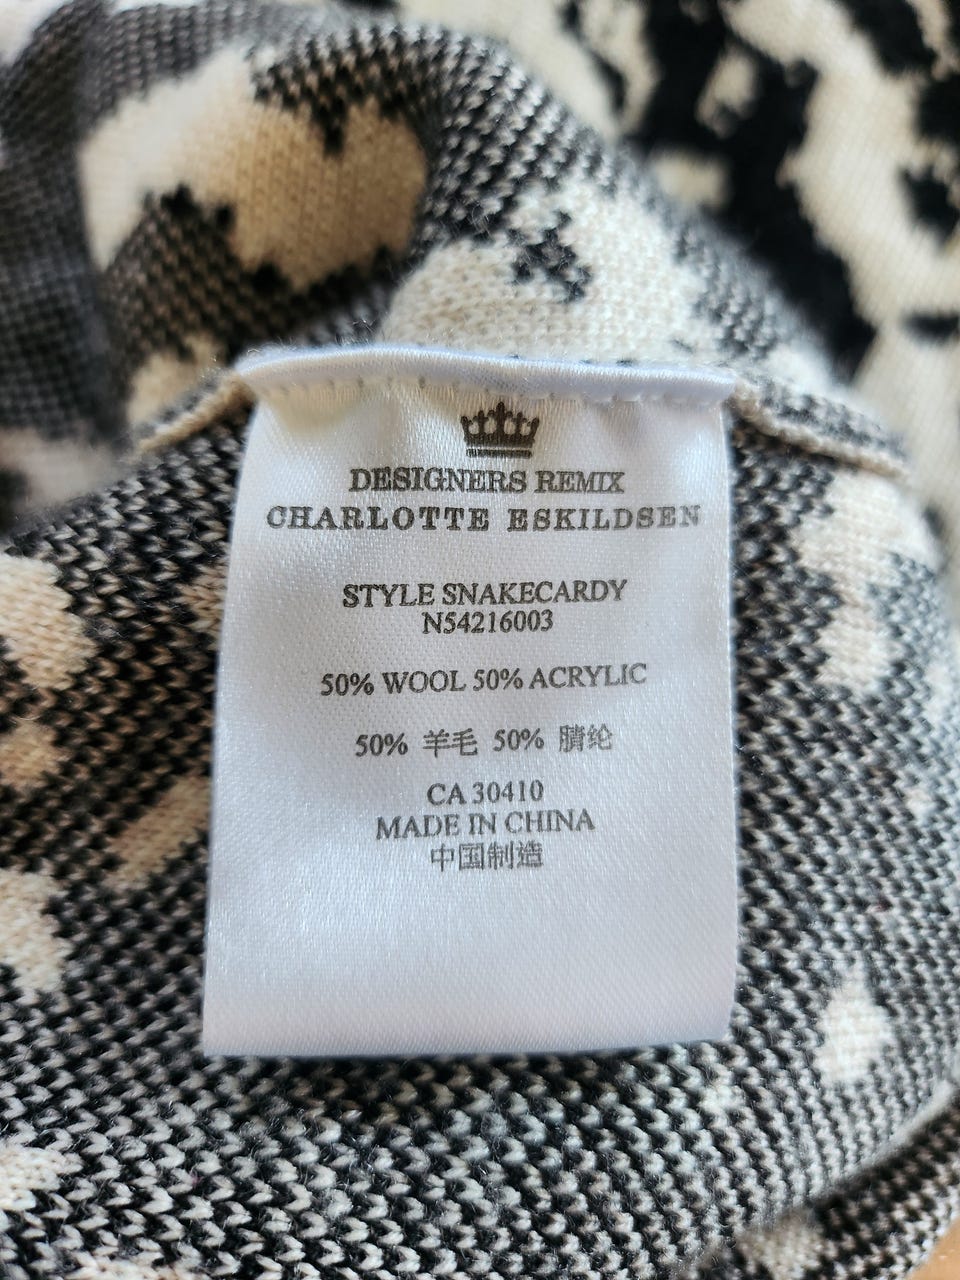 DESIGNERS REMIX
CHARLOTTE ESKILDSEN
STYLE SNAKECARDY
N54216003
50% WOOL 50% ACRYLIC
50% 羊毛 50% 腈纶
CA 30410
MADE IN CHINA
中国制造